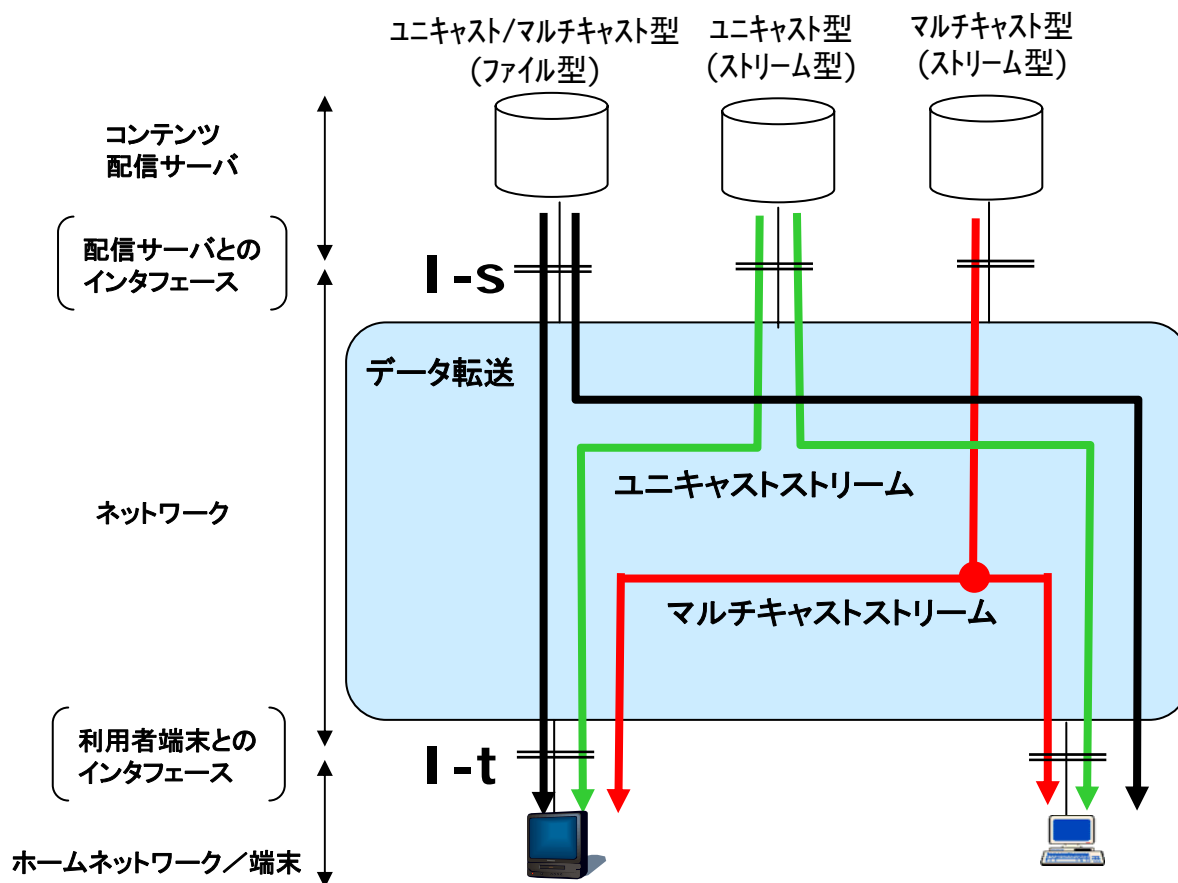 ユニキャスト/マルチキャスト型
(ファイル型)
ユニキャスト型
(ストリーム型)
マルチキャスト型
(ストリーム型)
コンテンツ
配信サーバ
配信サーバとの
インタフェース
I-s
データ転送
ユニキャストストリーム
ネットワーク
マルチキャストストリーム
利用者端末との
インタフェース
I-t
ホームネットワーク/端末